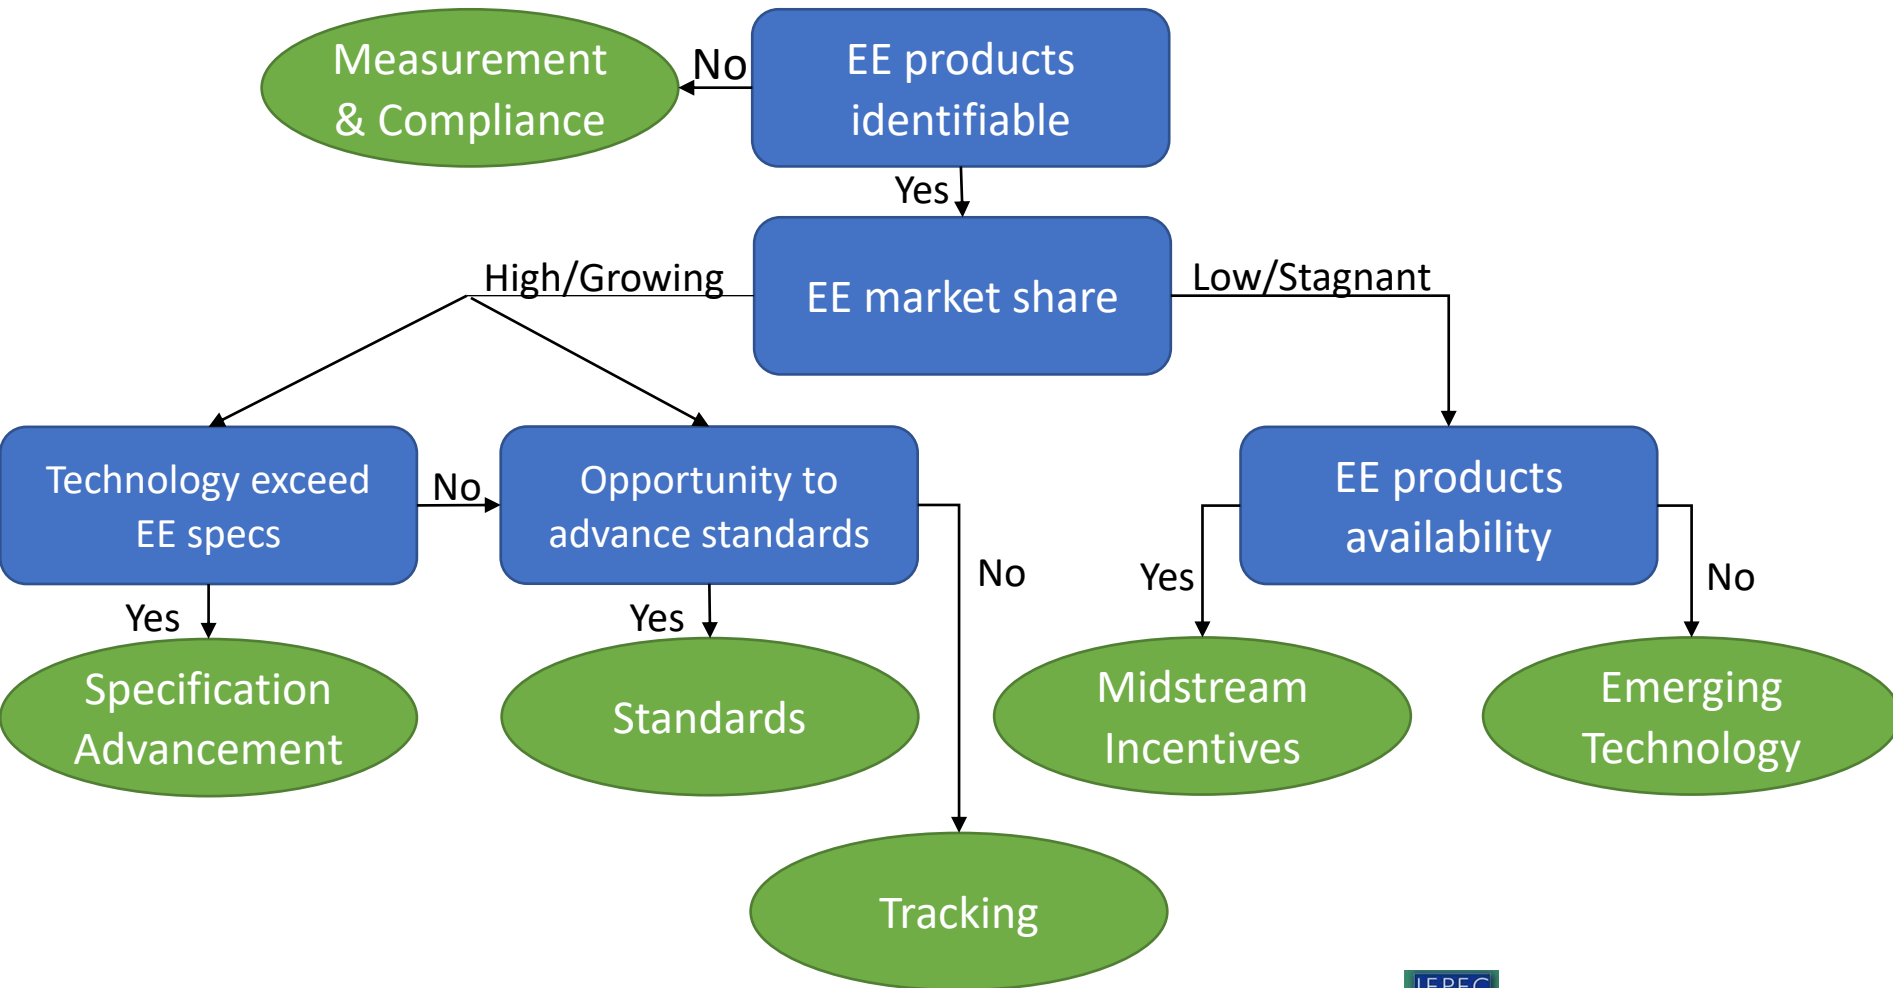 Measurement
& Compliance
No
EE products
identifiable
Yes
High/Growing
EE market share
Low/Stagnant
Technology exceed
EE specs
No
Opportunity to
advance standards
EE products
availability
No
Yes
No
Yes
Yes
Specification
Advancement
Standards
Midstream
Incentives
Emerging
Technology
Tracking
IEPEC